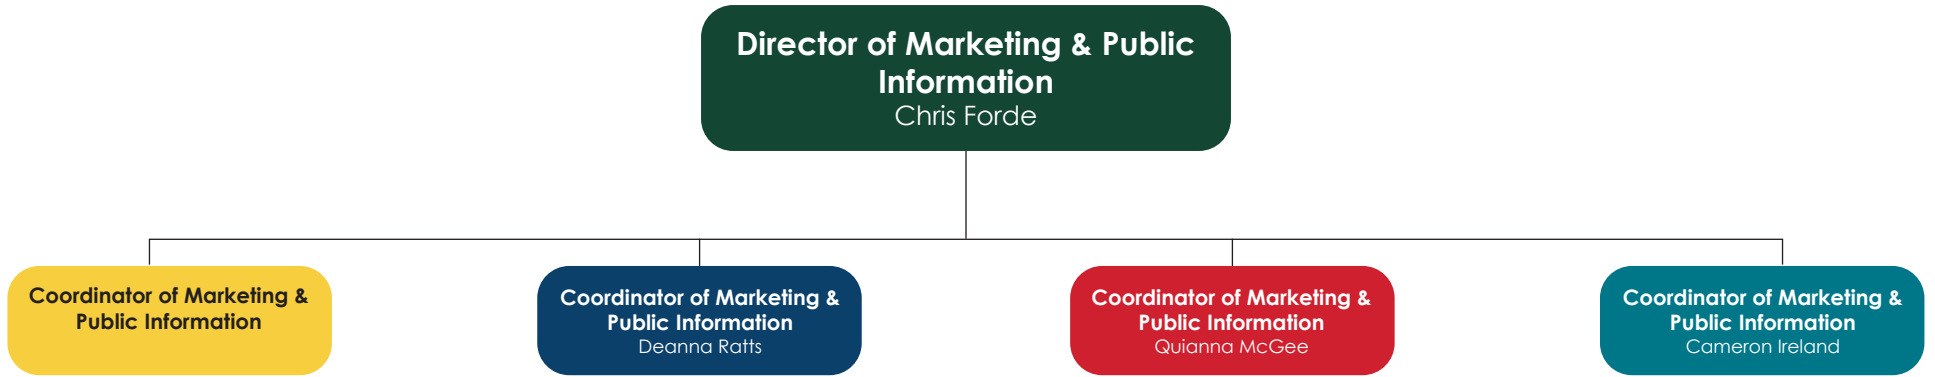 Director of Marketing & Public
Information
Chris Forde
Coordinator of Marketing &
Public Information
Coordinator of Marketing &
Public Information
Deanna Ratts
Coordinator of Marketing &
Public Information
Quianna McGee
Coordinator of Marketing &
Public Information
Cameron Ireland